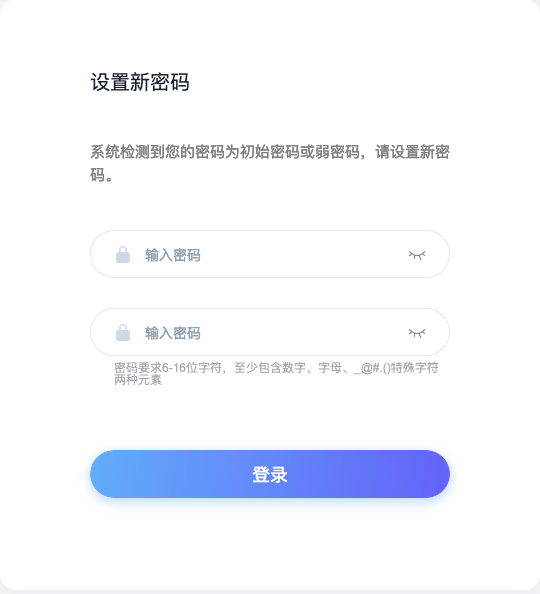 设置新密码
系统检测到您的密码为初始密码或弱密码，请设置新密
码。
输入密码
输入密码
密码要求6-16位字符，至少包含数字、字母、_@#.()特殊字符
两种元素
登录